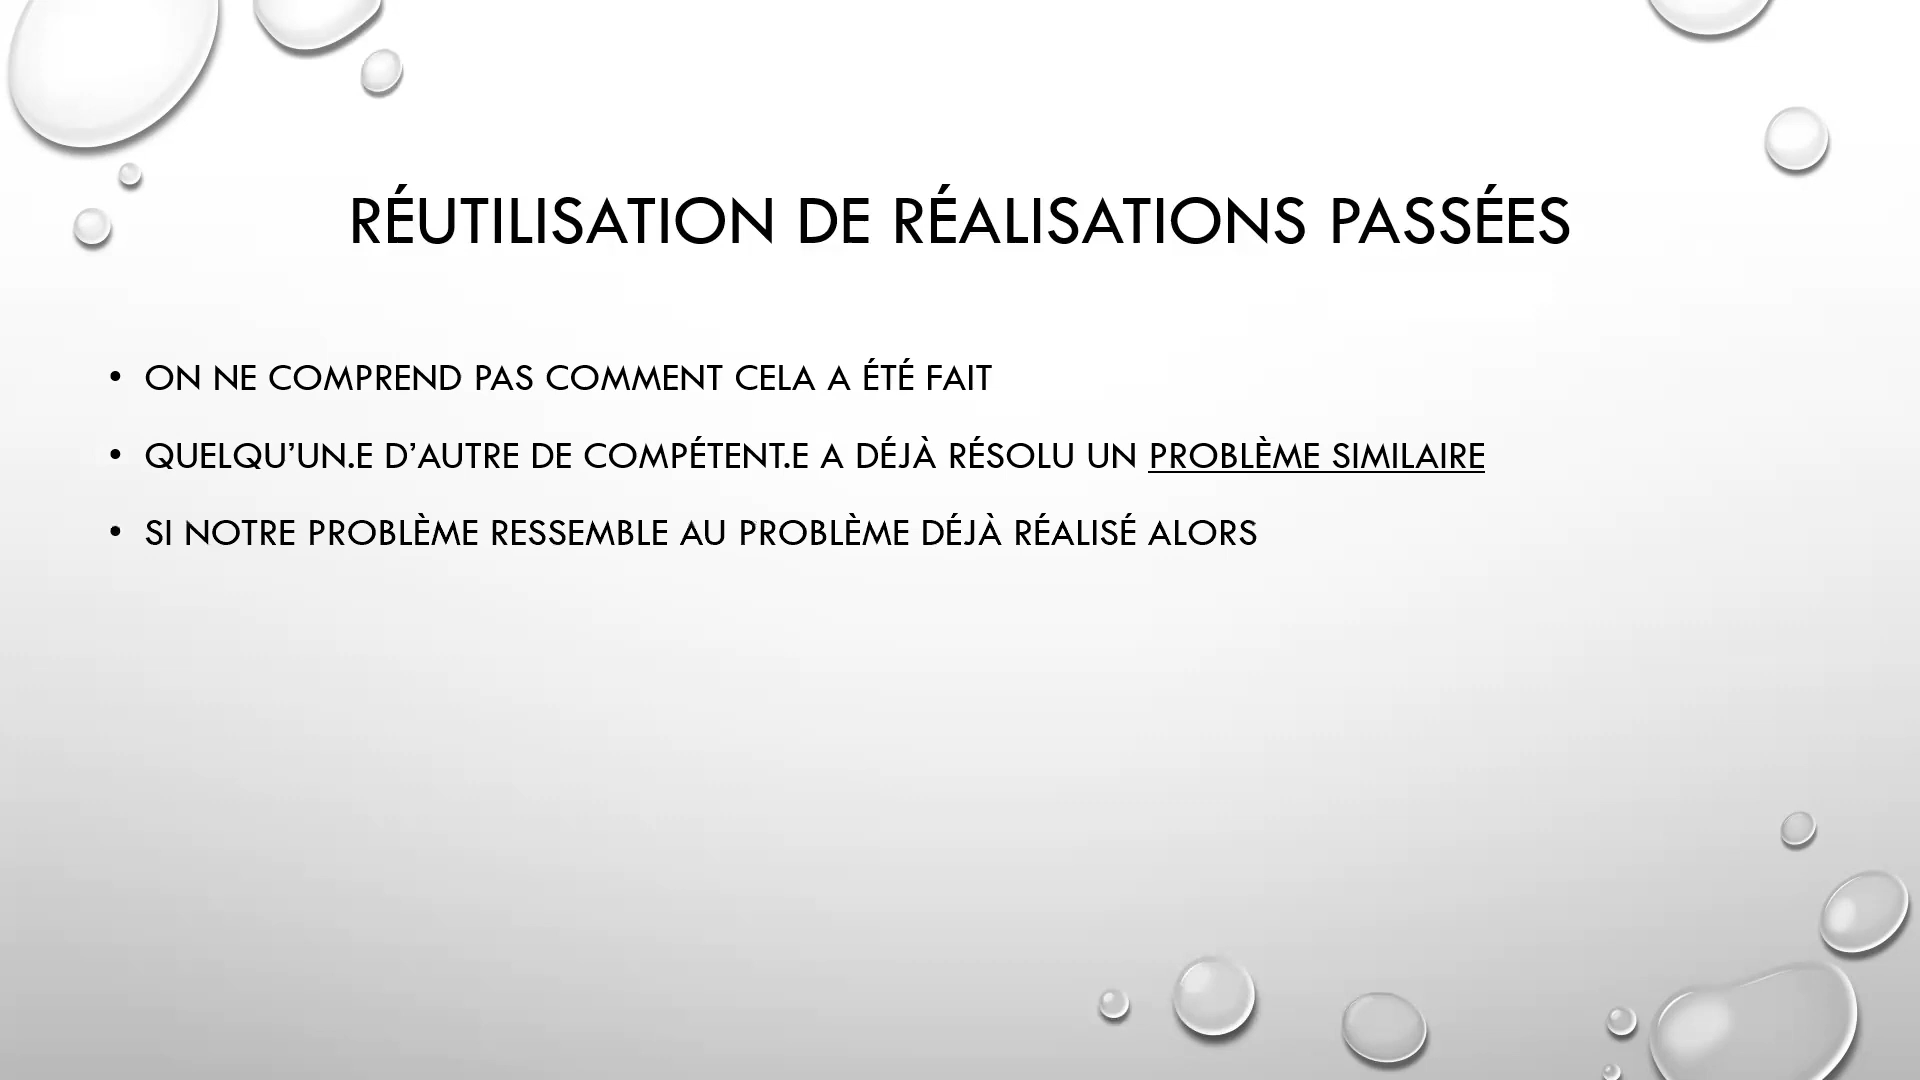 RÉUTILISATION DE RÉALISATIONS PASSÉES
• ON NE COMPREND PAS COMMENT CELA A ÉTÉ FAIT
• QUELQU’UN.E D’AUTRE DE COMPÉTENT.E A DÉJÀ RÉSOLU UN PROBLÈME SIMILAIRE
• SI NOTRE PROBLÈME RESSEMBLE AU PROBLÈME DÉJÀ RÉALISÉ ALORS